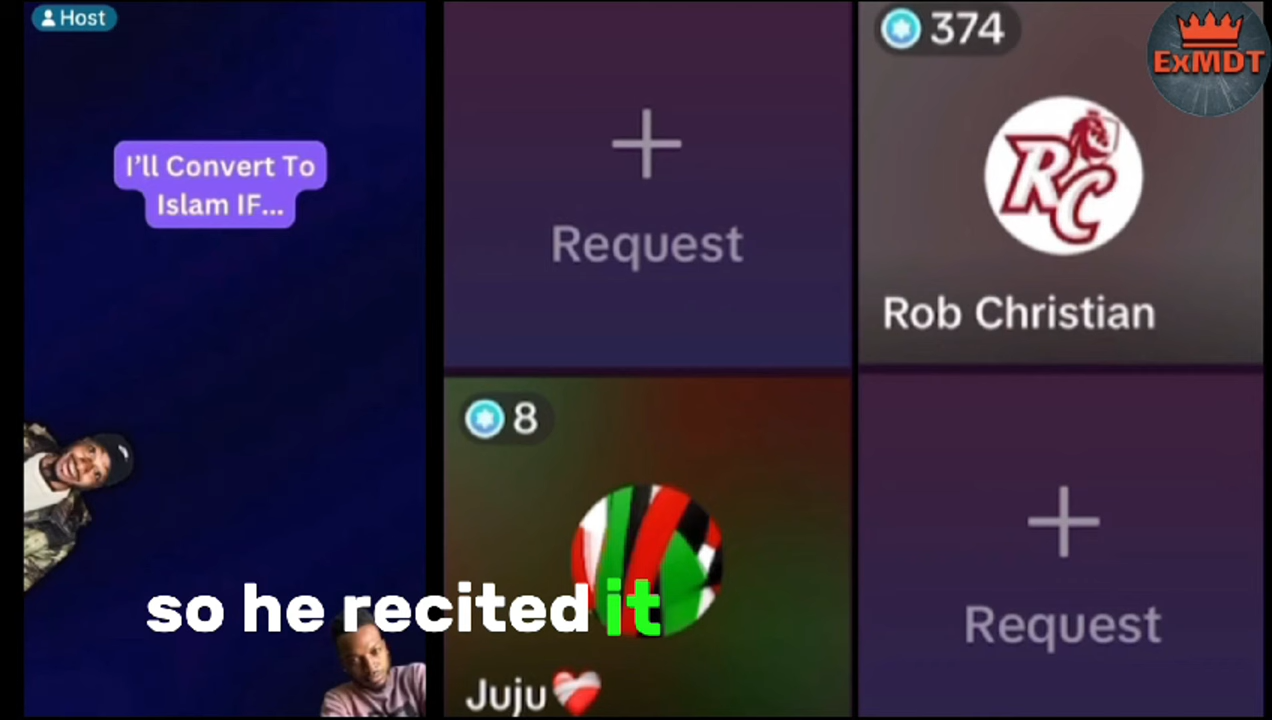 Host
I'll Convert To
Islam IF...
Request
374
ExMDT
RC
Rob Christian
8
so he recited it
Juju
Request